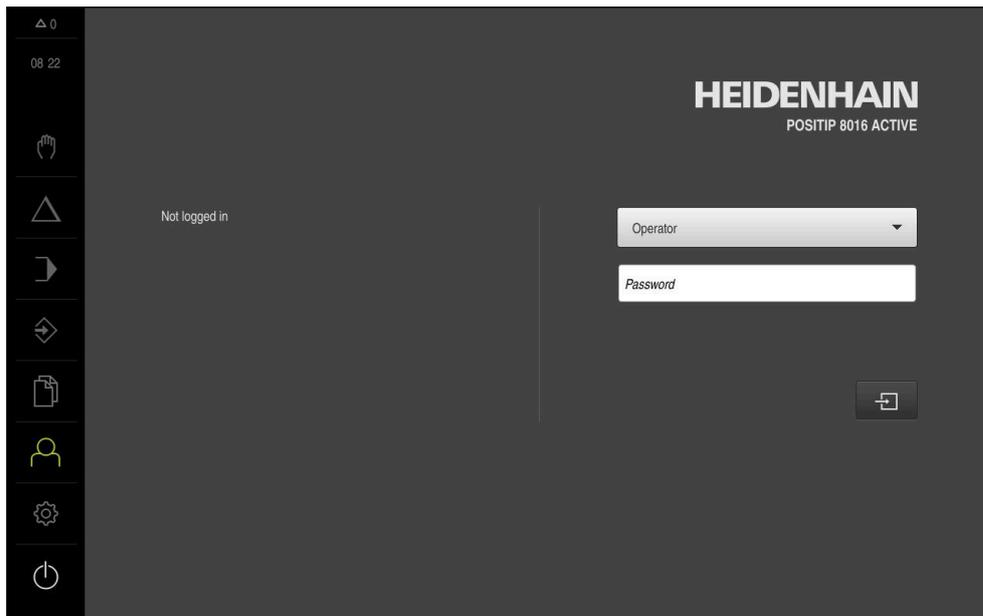 0
08 22
HEIDENHAIN
POSITIP 8016 ACTIVE
Not logged in
Operator
Password